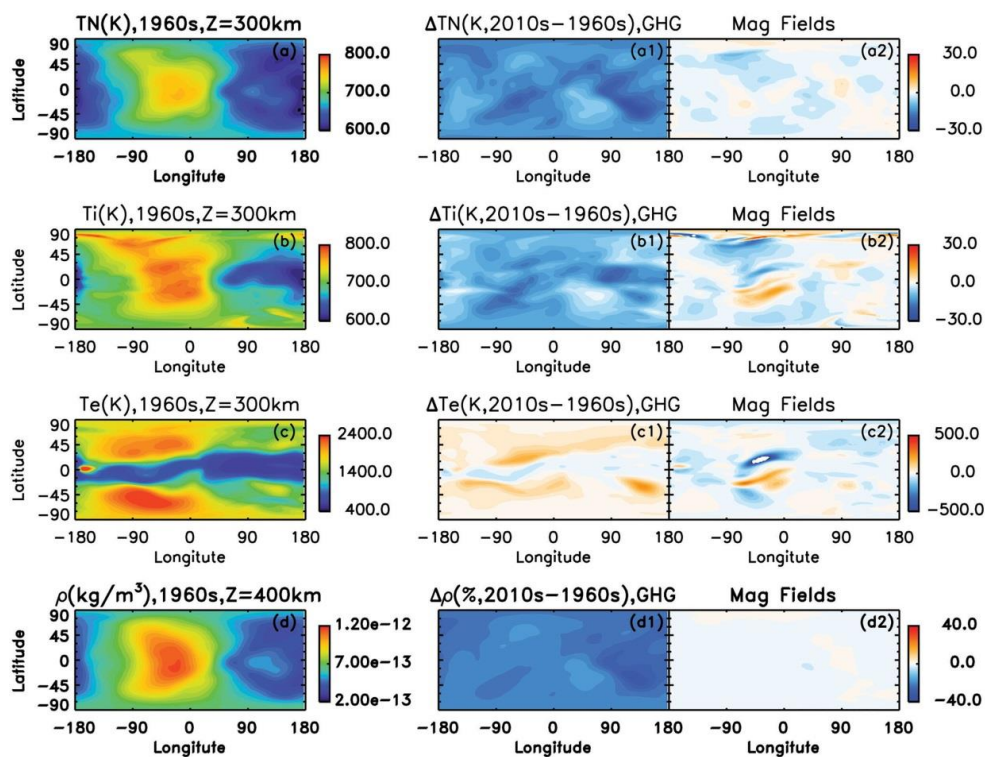 TN(K),1960s,Z=300km ΔTN(K,2010s−1960s),GHG Mag Fields
90 (a) 800.0 (a1) (a2) 30.0
45
Latitude 0 700.0 0.0
−45
−90 600.0 −30.0
−180 −90 0 90 180 −180 −90 0 90 180 −90 0 90 180
Longitute Longitude Longitude
Ti(K),1960s,Z=300km ΔTi(K,2010s−1960s),GHG Mag Fields
90 (b) 800.0 (b1) (b2) 30.0
45
Latitude 0 700.0 0.0
−45
−90 600.0 −30.0
−180 −90 0 90 180 −180 −90 0 90 180 −90 0 90 180
Longitute Longitude Longitude
Te(K),1960s,Z=300km ΔTe(K,2010s−1960s),GHG Mag Fields
90 (c) 2400.0 (c1) (c2) 500.0
45
Latitude 0 1400.0 0.0
−45
−90 400.0 −500.0
−180 −90 0 90 180 −180 −90 0 90 180 −90 0 90 180
Longitute Longitude Longitude
ρ(kg/m³),1960s,Z=400km Δρ(%,2010s−1960s),GHG Mag Fields
90 (d) 1.20e−12 (d1) (d2) 40.0
45
Latitude 0 7.00e−13 0.0
−45
−90 2.00e−13 −40.0
−180 −90 0 90 180 −180 −90 0 90 180 −90 0 90 180
Longitute Longitude Longitude